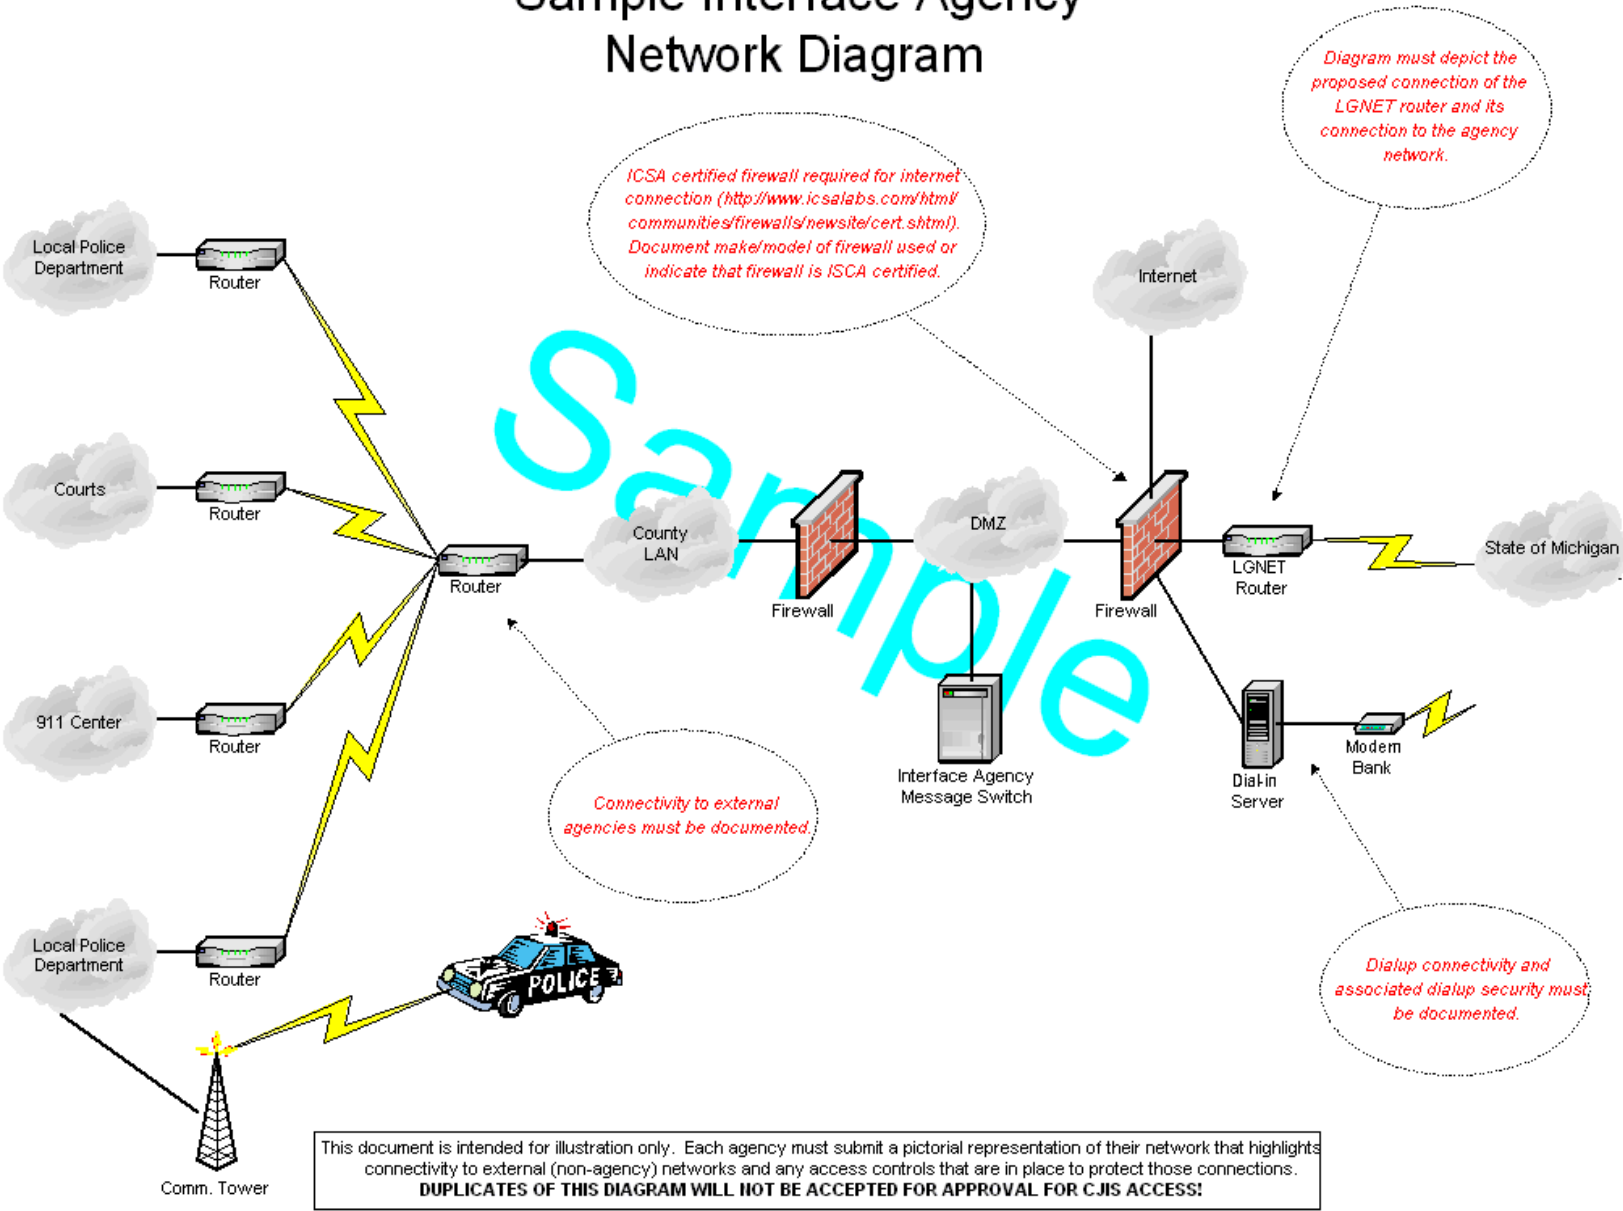 Sample Interface Agency
Network Diagram
Diagram must depict the
proposed connection of the
LGNET router and its
connection to the agency
network.
ICSA certified firewall required for internet
connection (http://www.icsalabs.com/html/
communities/firewalls/newsite/cert.shtml).
Document make/model of firewall used or
indicate that firewall is ISCA certified.
Local Police
Department
Router
Internet
Courts
Router
Sample
County
LAN
Router
Firewall
DMZ
Firewall
LGNET
Router
State of Michigan
911 Center
Router
Interface Agency
Message Switch
Dial-in
Server
Modem
Bank
Connectivity to external
agencies must be documented.
Local Police
Department
Router
POLICE
Dialup connectivity and
associated dialup security must
be documented.
Comm. Tower
This document is intended for illustration only. Each agency must submit a pictorial representation of their network that highlights
connectivity to external (non-agency) networks and any access controls that are in place to protect those connections.
DUPLICATES OF THIS DIAGRAM WILL NOT BE ACCEPTED FOR APPROVAL FOR CJIS ACCESS!